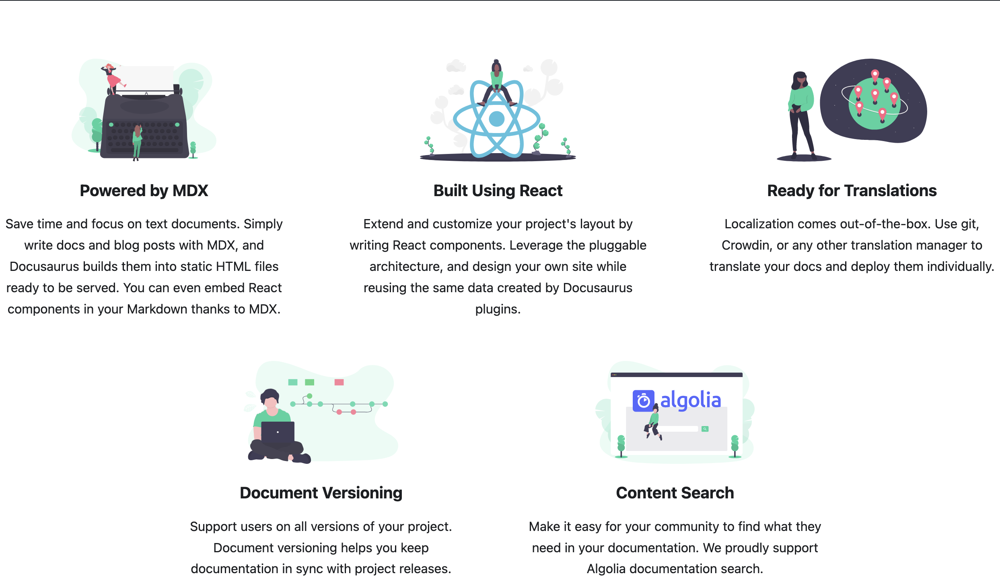 Powered by MDX
Save time and focus on text documents. Simply
write docs and blog posts with MDX, and
Docusaurus builds them into static HTML files
ready to be served. You can even embed React
components in your Markdown thanks to MDX.
Built Using React
Extend and customize your project's layout by
writing React components. Leverage the pluggable
architecture, and design your own site while
reusing the same data created by Docusaurus
plugins.
Ready for Translations
Localization comes out-of-the-box. Use git,
Crowdin, or any other translation manager to
translate your docs and deploy them individually.
Document Versioning
Support users on all versions of your project.
Document versioning helps you keep
documentation in sync with project releases.
algolia
Content Search
Make it easy for your community to find what they
need in your documentation. We proudly support
Algolia documentation search.